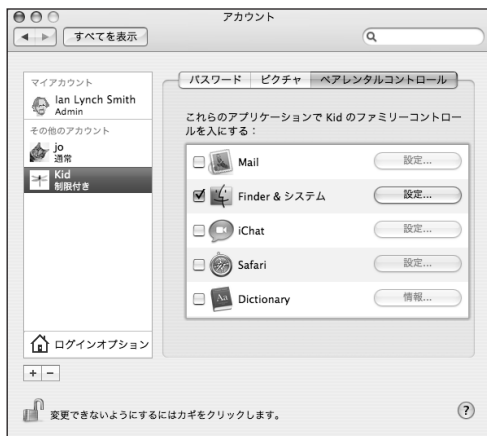 アカウント
すべてを表示
マイアカウント
Ian Lynch Smith
Admin
その他のアカウント
jo
通常
Kid
制限付き
ログインオプション
パスワード ピクチャ ペアレンタルコントロール
これらのアプリケーションで Kid のファミリーコントロー
ルを入にする：
Mail 設定...
Finder & システム 設定...
iChat 設定...
Safari 設定...
Aa
Dictionary 情報...
+ −
変更できないようにするにはカギをクリックします。
?